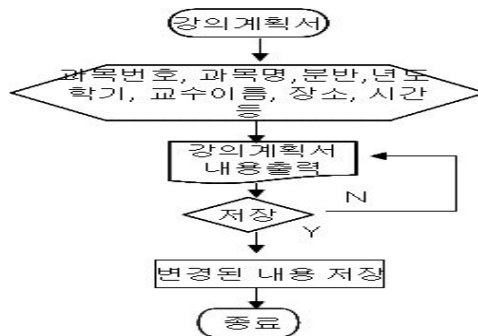 강의계획서
과목번호, 과목명,분반,년도
학기, 교수이름, 장소, 시간
등
강의계획서
내용출력
N
저장
Y
변경된 내용 저장
종료